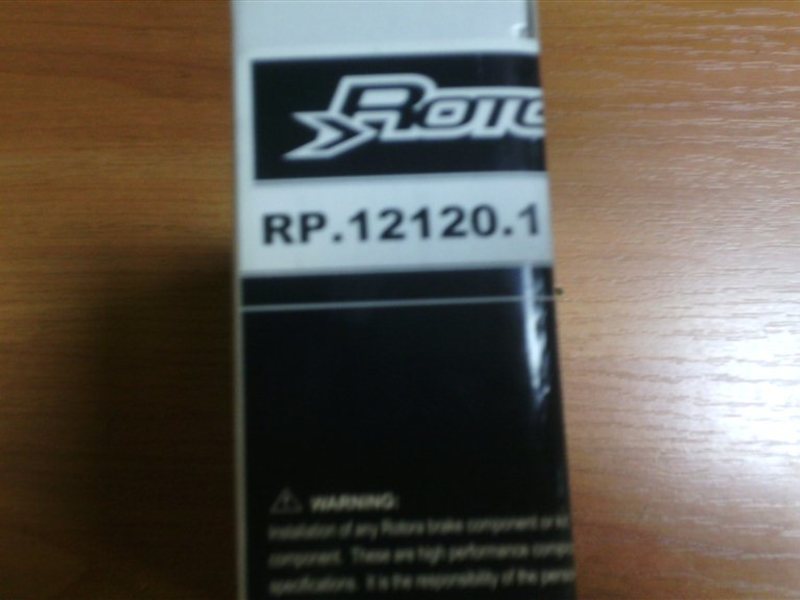 ROTO
RP.12120.1
WARNING:
Installation of any Rotora brake component or
component. These are high performance
specifications. It is the responsibility of the